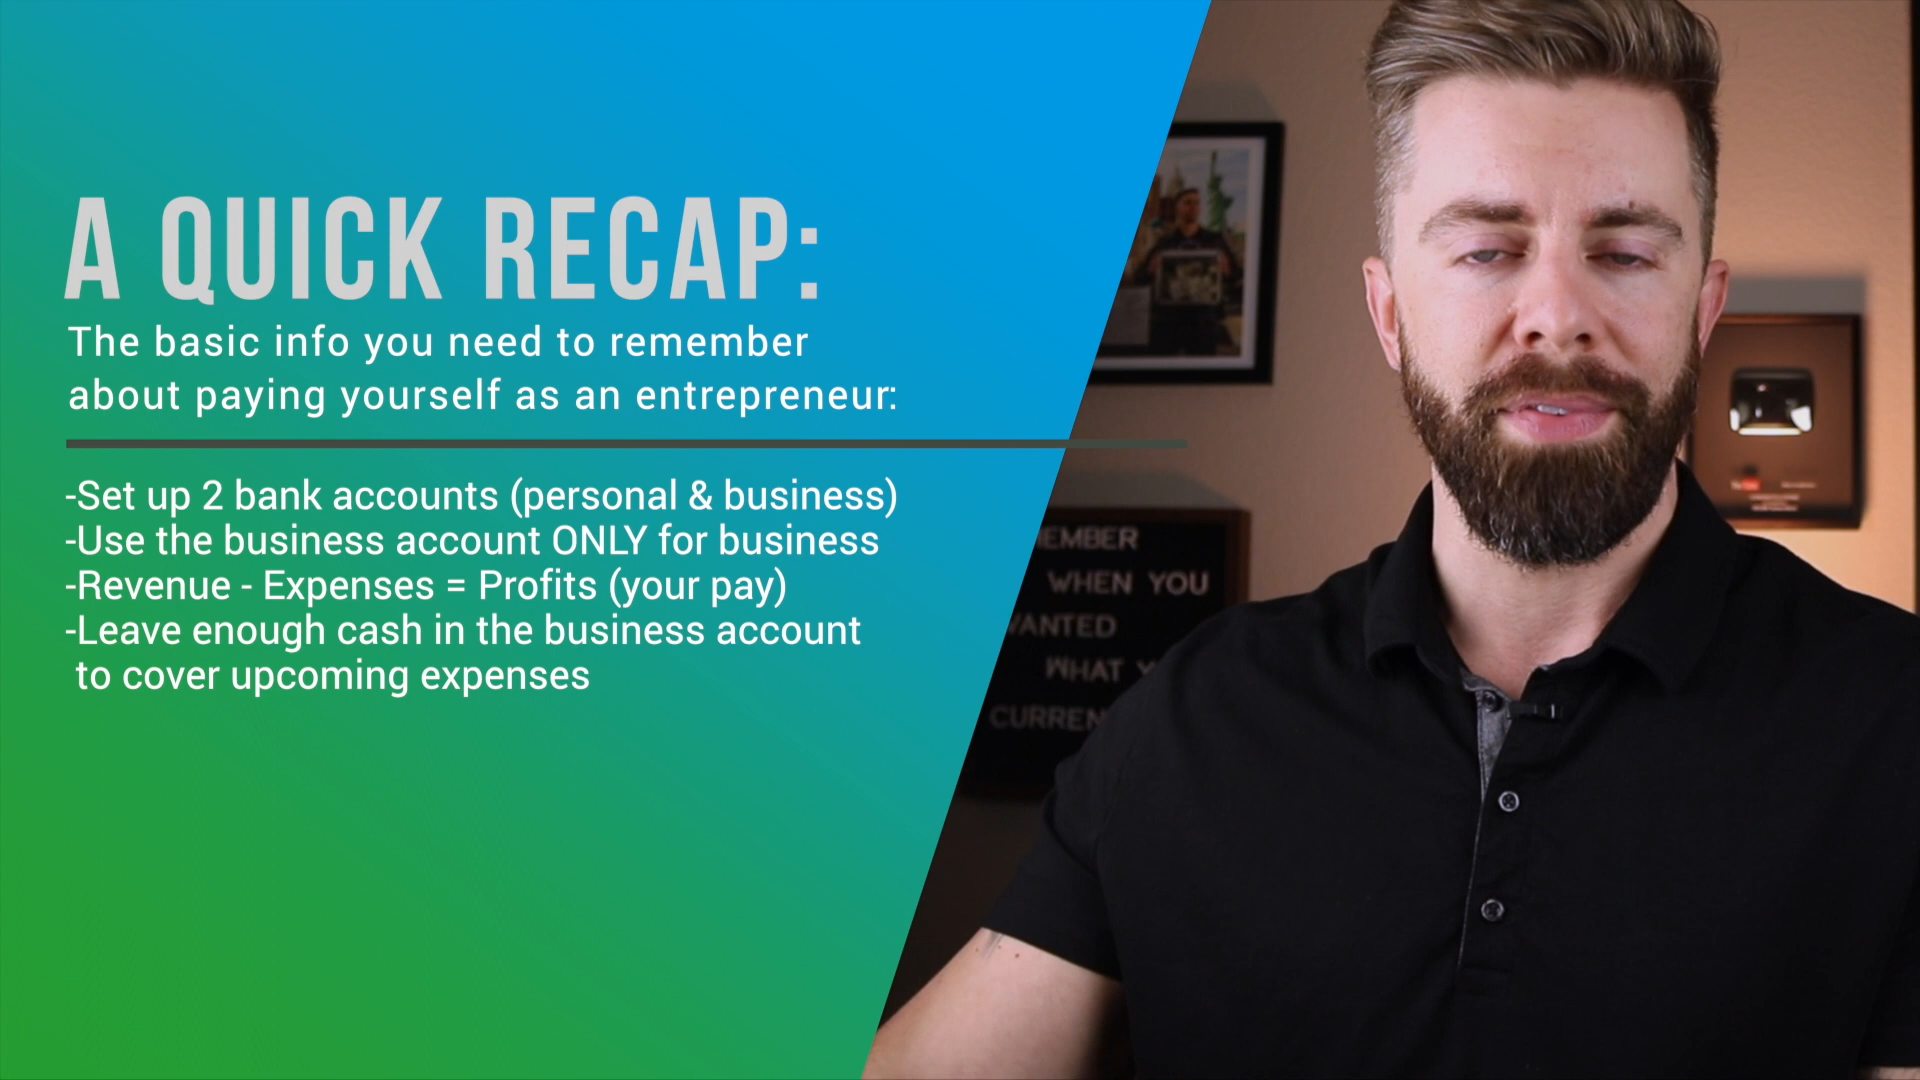 A QUICK RECAP:
The basic info you need to remember
about paying yourself as an entrepreneur:
-Set up 2 bank accounts (personal & business)
-Use the business account ONLY for business
-Revenue - Expenses = Profits (your pay)
-Leave enough cash in the business account
to cover upcoming expenses
EMBER
WHEN YOU
WANTED
WHAT Y
CURREN